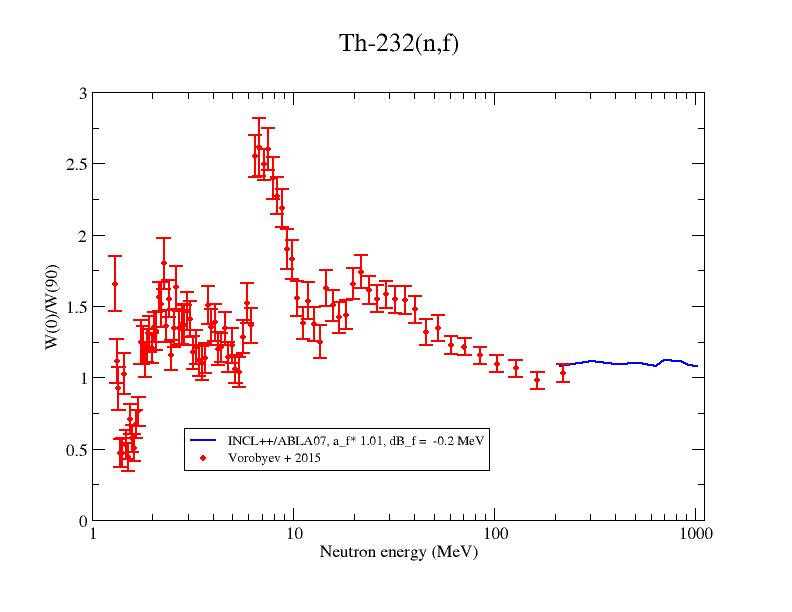 Th-232(n,f)
3
2.5
2
1.5
1
0.5
0
W(0)/W(90)
INCL++/ABLA07, a_f* 1.01, dB_f = -0.2 MeV
Vorobyev + 2015
1 10 100 1000
Neutron energy (MeV)